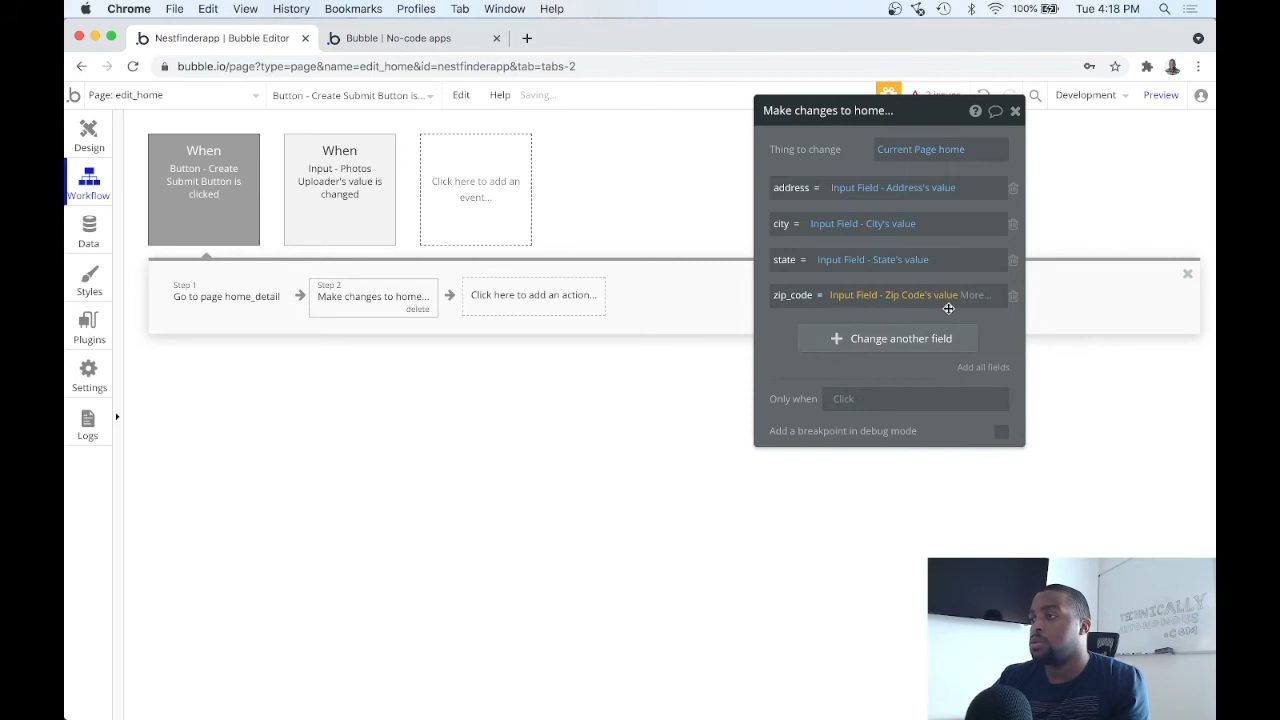 Chrome File Edit View History Bookmarks Profiles Tab Window Help 100% Tue 4:18 PM
Nestfinderapp | Bubble Editor Bubble | No-code apps
bubble.io/page?type=page&name=edit_home&id=nestfinderapp&tab=tabs-2
Page: edit_home Button - Create Submit Button is... Edit Help Saving... Development Preview
Design
Workflow
Data
Styles
Plugins
Settings
Logs
When
Button - Create
Submit Button is
clicked
When
Input - Photos
Uploader's value is
changed
Click here to add an
event...
Step 1
Go to page home_detail
Step 2
Make changes to home...
delete
Click here to add an action...
Make changes to home...
Thing to change Current Page home
address = Input Field - Address's value
city = Input Field - City's value
state = Input Field - State's value
zip_code = Input Field - Zip Code's value More...
Change another field
Add all fields
Only when Click
Add a breakpoint in debug mode
TECHNICALLY
AUTONOMOUS
.COM